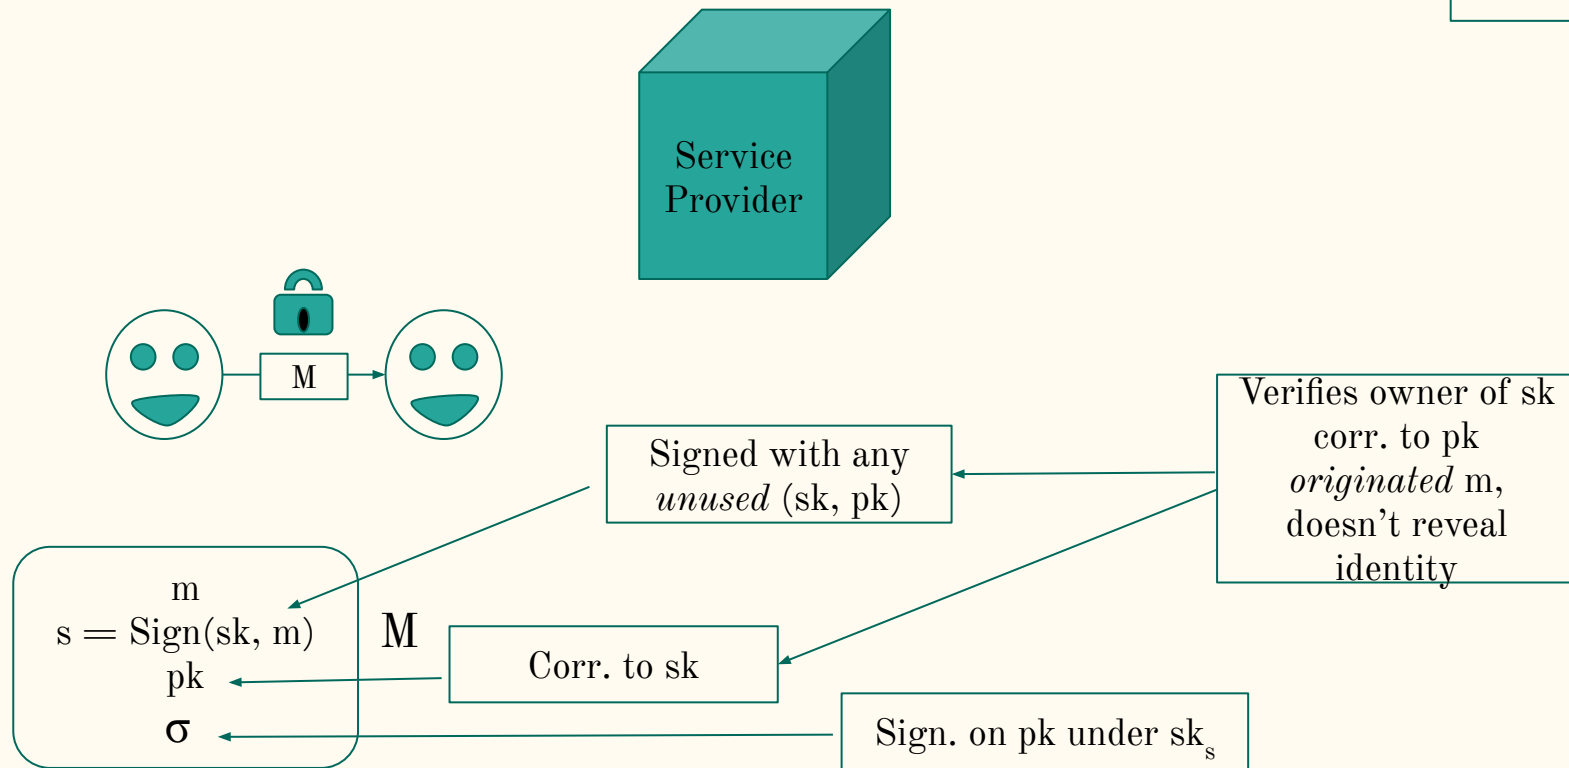 Service
Provider
M
Verifies owner of sk
corr. to pk
originated m,
doesn't reveal
identity
Signed with any
unused (sk, pk)
m
s = Sign(sk, m)
pk
σ
M
Corr. to sk
Sign. on pk under skₛ